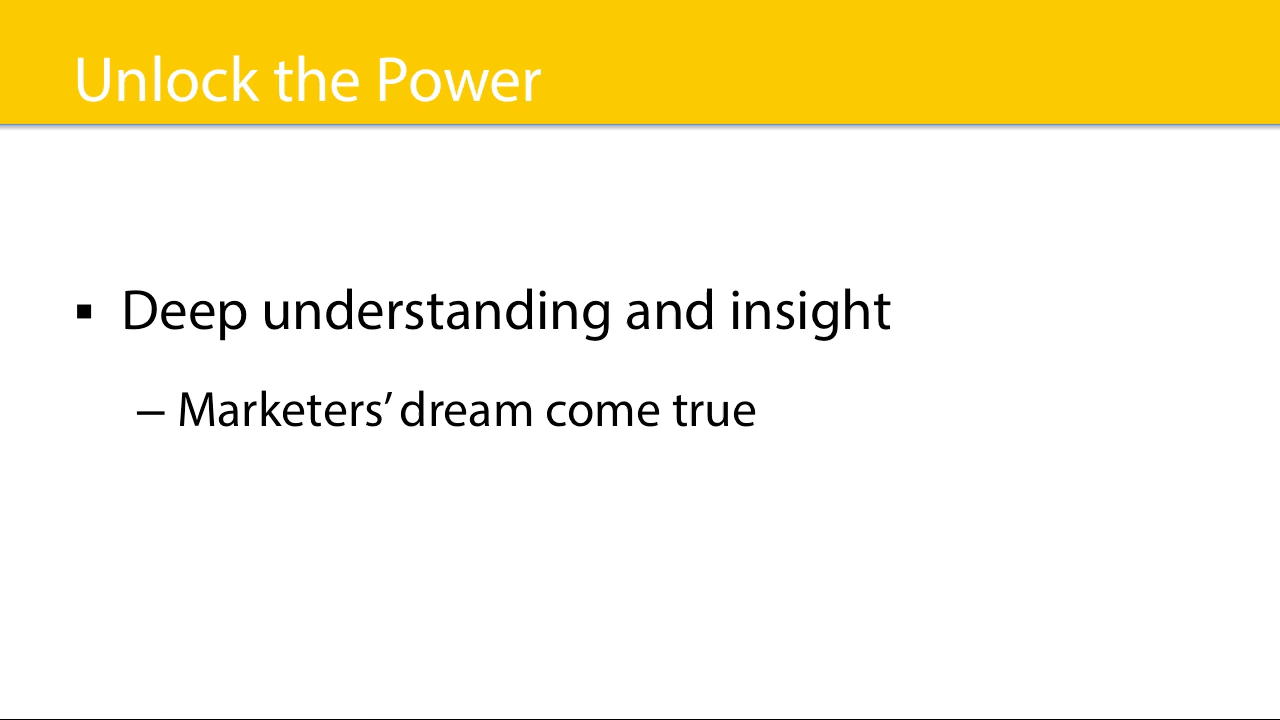 Unlock the Power
▪ Deep understanding and insight
– Marketers’ dream come true